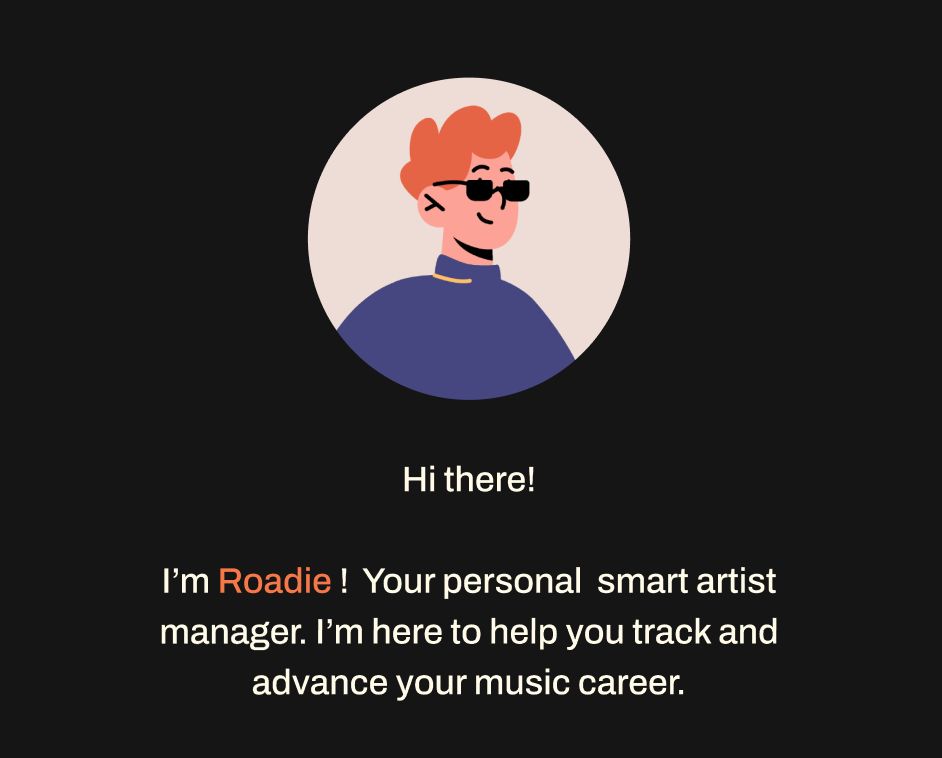 Hi there!
I’m Roadie !  Your personal  smart artist
manager. I’m here to help you track and
advance your music career.